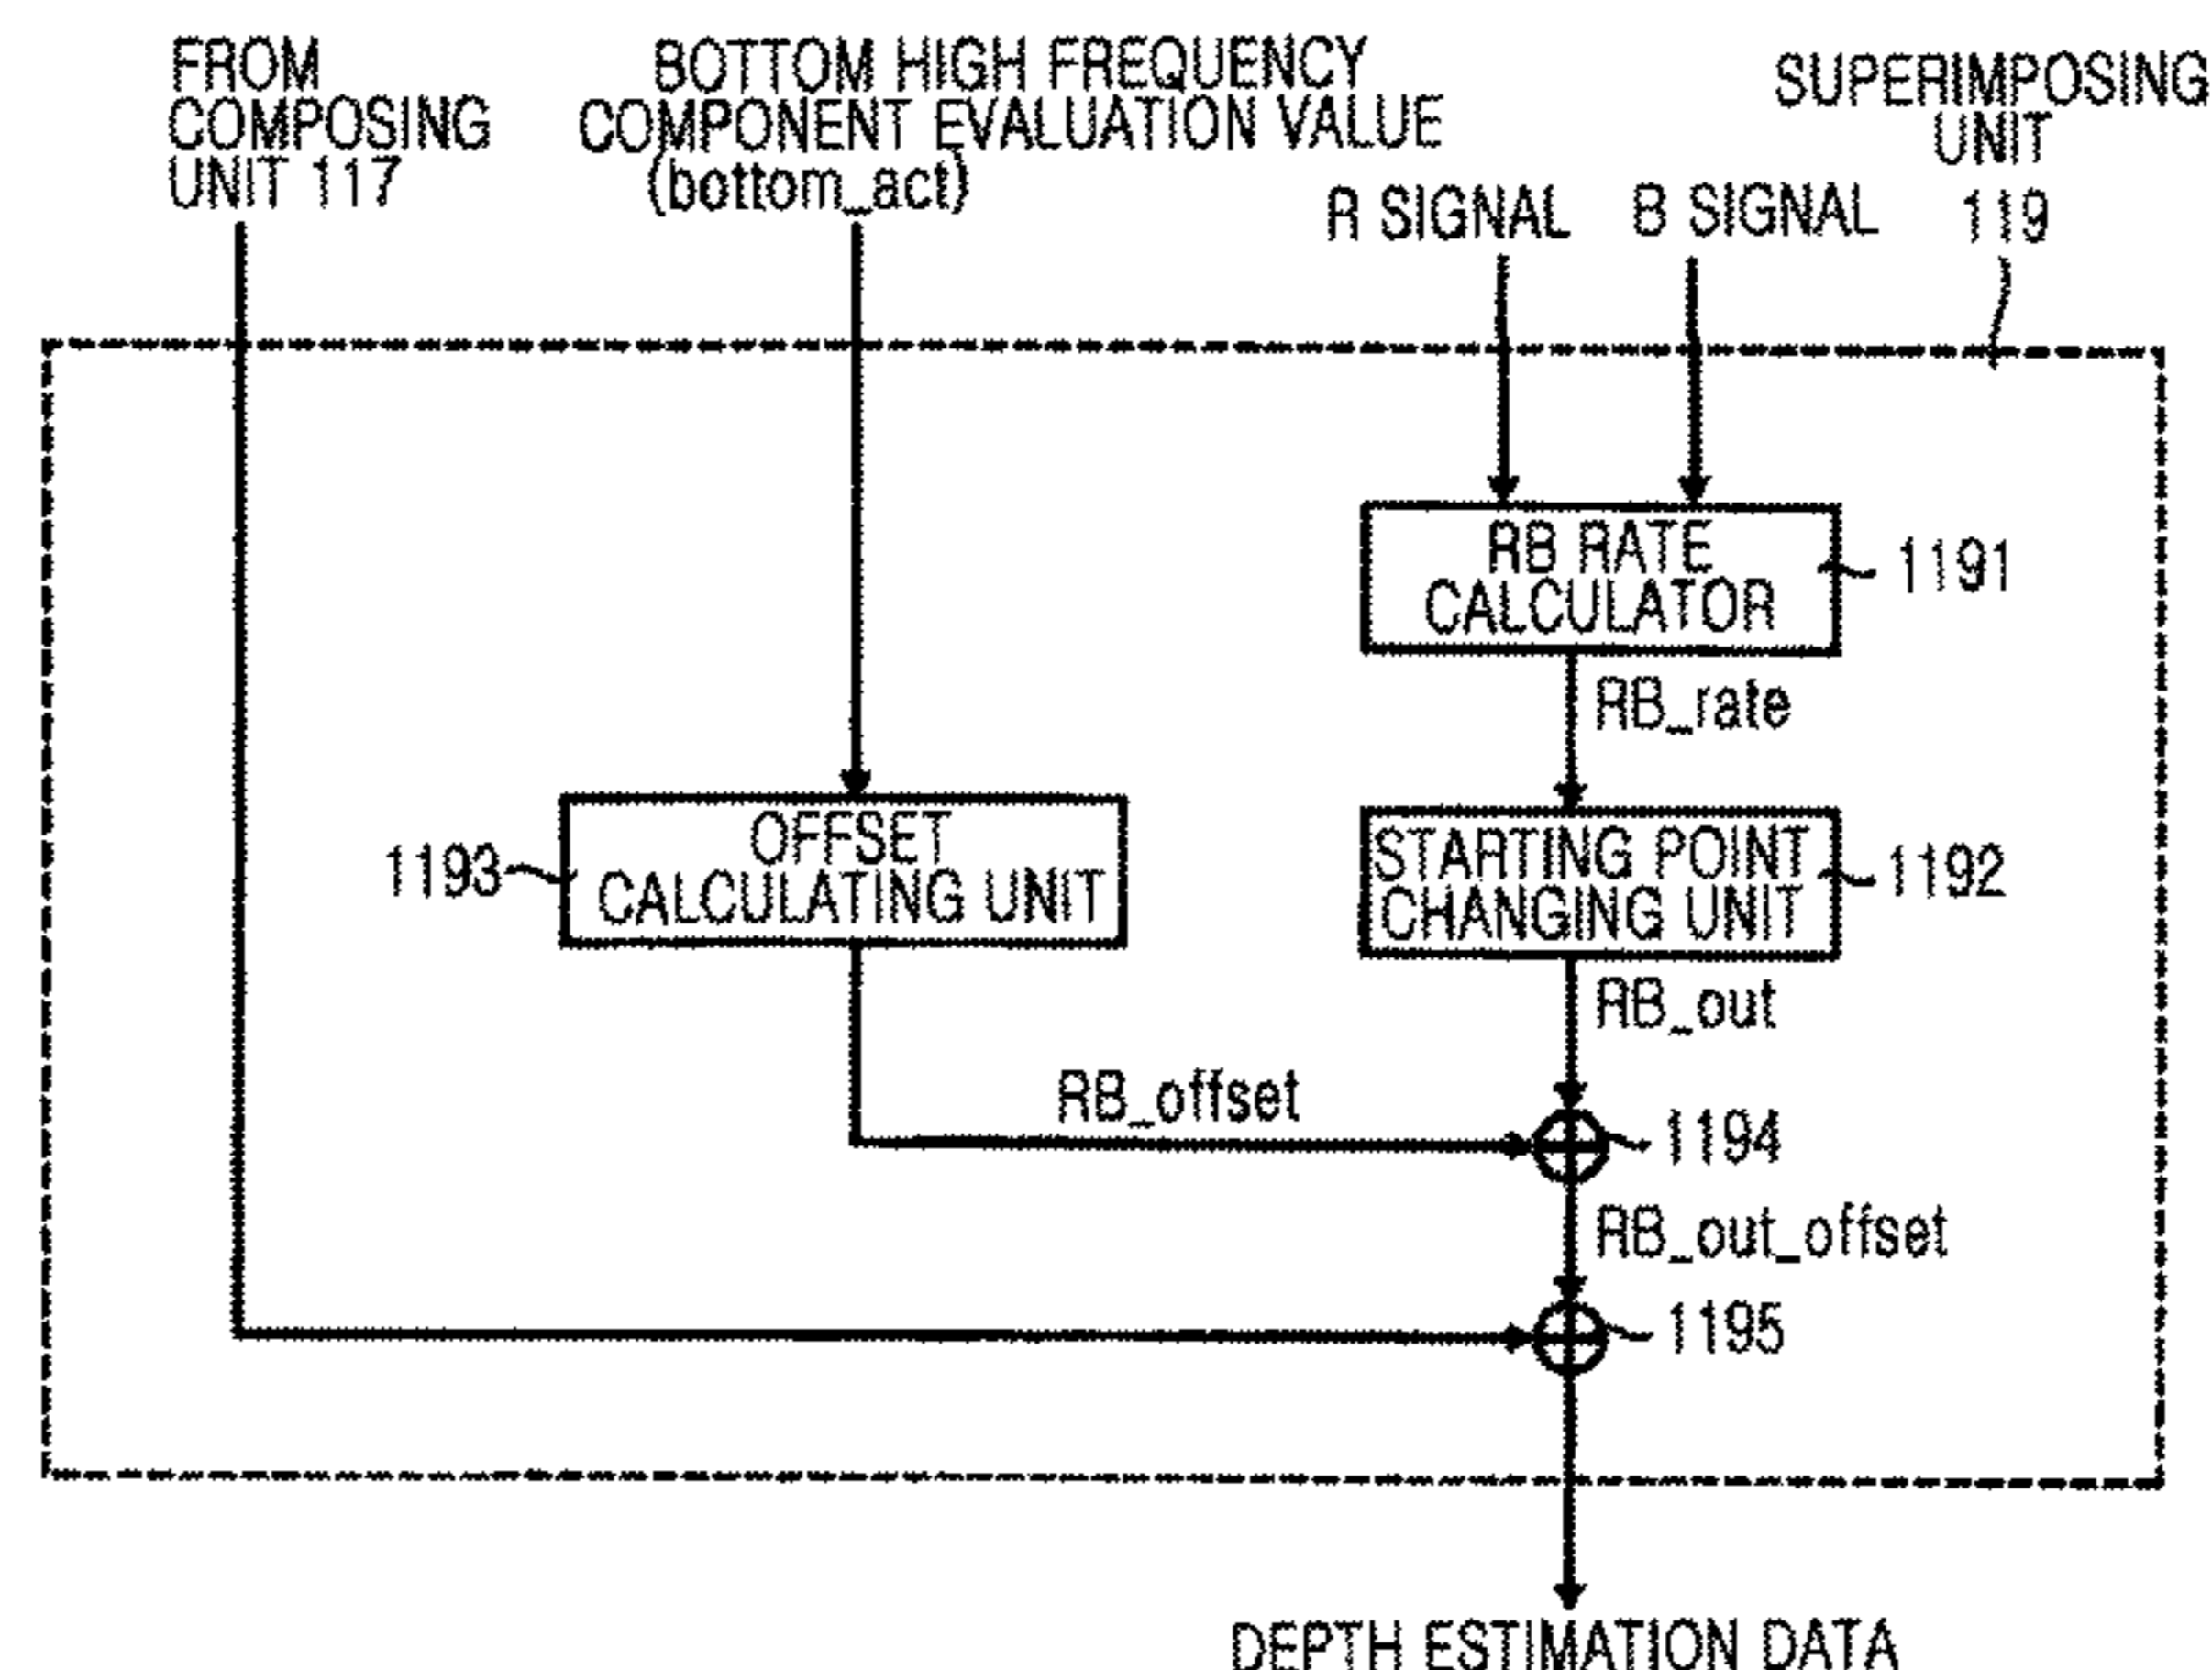 FROM
COMPOSING
UNIT 117
BOTTOM HIGH FREQUENCY
COMPONENT EVALUATION VALUE
(bottom_act)
SUPERIMPOSING
UNIT
119
R SIGNAL
B SIGNAL
RB RATE
CALCULATOR
1191
RB_rate
OFFSET
CALCULATING UNIT
1193
STARTING POINT
CHANGING UNIT
1192
RB_out
RB_offset
1194
RB_out_offset
1195
DEPTH ESTIMATION DATA